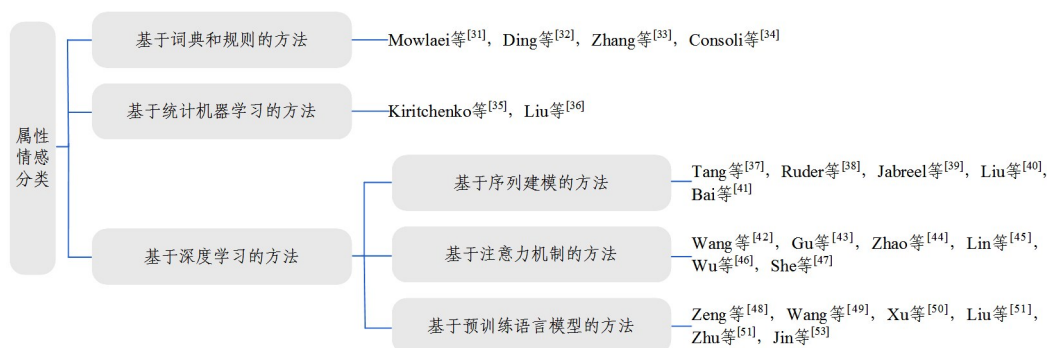 属性
情感
分类
基于词典和规则的方法
Mowlaei等[31], Ding等[32], Zhang等[33], Consoli等[34]
基于统计机器学习的方法
Kiritchenko等[35], Liu等[36]
基于深度学习的方法
基于序列建模的方法
Tang等[37], Ruder等[38], Jabreel等[39], Liu等[40],
Bai等[41]
基于注意力机制的方法
Wang等[42], Gu等[43], Zhao等[44], Lin等[45],
Wu等[46], She等[47]
基于预训练语言模型的方法
Zeng等[48], Wang等[49], Xu等[50], Liu等[51],
Zhu等[51], Jin等[53]